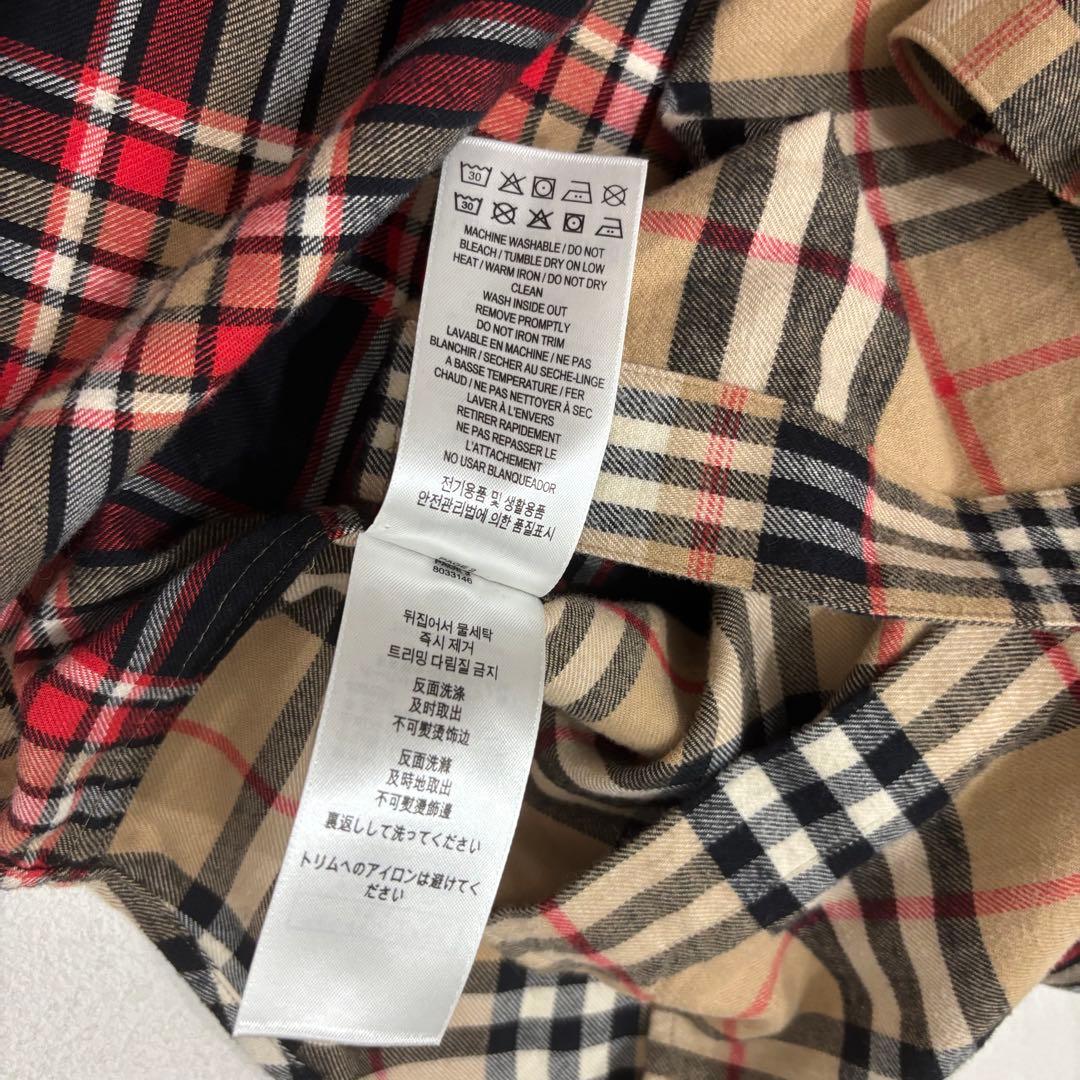 30
30
MACHINE WASHABLE / DO NOT
BLEACH / TUMBLE DRY ON LOW
HEAT / WARM IRON / DO NOT DRY
CLEAN
WASH INSIDE OUT
REMOVE PROMPTLY
DO NOT IRON TRIM
LAVABLE EN MACHINE / NE PAS
BLANCHIR / SECHER AU SECHE-LINGE
A BASSE TEMPERATURE / FER
CHAUD / NE PAS NETTOYER À SEC
LAVER À L'ENVERS
RETIRER RAPIDEMENT
NE PAS REPASSER LE
L'ATTACHEMENT
NO USAR BLANQUEADOR
전기용품 및 생활용품
안전관리법에 의한 품질표시
8033146
뒤집어서 물세탁
즉시 제거
트리밍 다림질 금지
反面洗涤
及时取出
不可熨烫饰边
反面洗滌
及時地取出
不可熨燙飾邊
裏返しして洗ってください
トリムへのアイロンは避けてく
ださい